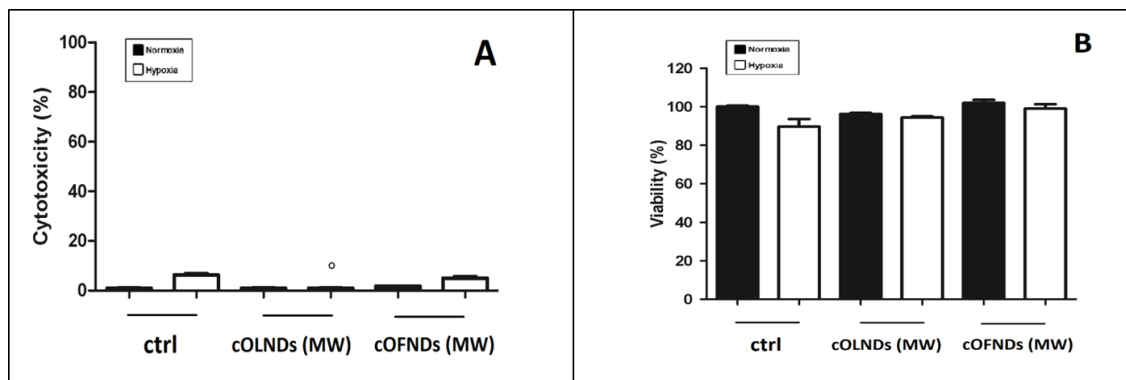 A
Normoxia
Hypoxia
Cytotoxicity (%)
100
80
60
40
20
0
ctrl
cOLNDs (MW)
cOFNDs (MW)
B
Normoxia
Hypoxia
Viability (%)
120
100
80
60
40
20
0
ctrl
cOLNDs (MW)
cOFNDs (MW)